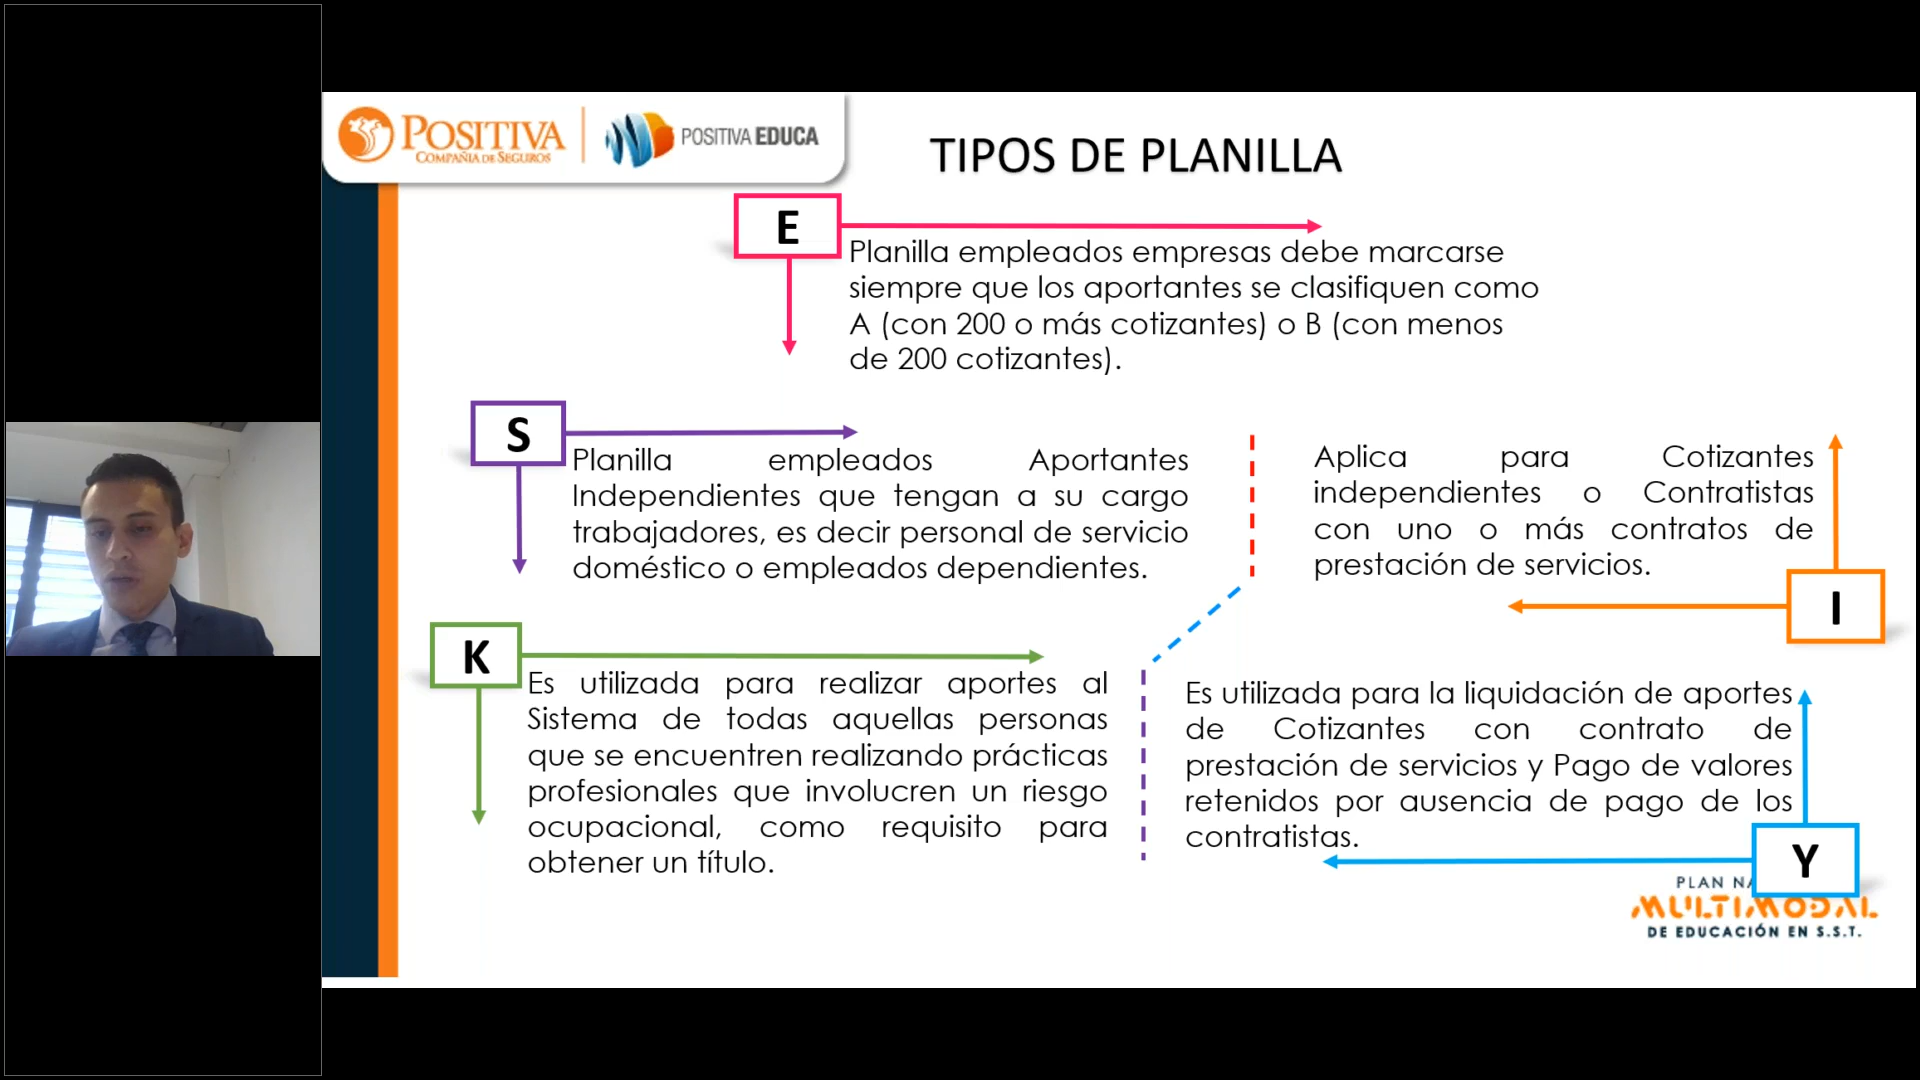 POSITIVA
COMPAÑIA DE SEGUROS
POSITIVA EDUCA
TIPOS DE PLANILLA
E
Planilla empleados empresas debe marcarse
siempre que los aportantes se clasifiquen como
A (con 200 o más cotizantes) o B (con menos
de 200 cotizantes).
S
Planilla empleados Aportantes
Independientes que tengan a su cargo
trabajadores, es decir personal de servicio
doméstico o empleados dependientes.
Aplica para Cotizantes
independientes o Contratistas
con uno o más contratos de
prestación de servicios.
I
K
Es utilizada para realizar aportes al
Sistema de todas aquellas personas
que se encuentren realizando prácticas
profesionales que involucren un riesgo
ocupacional, como requisito para
obtener un título.
Es utilizada para la liquidación de aportes
de Cotizantes con contrato de
prestación de servicios y Pago de valores
retenidos por ausencia de pago de los
contratistas.
Y
PLAN
MULTIMODAL
DE EDUCACIÓN EN S.S.T.